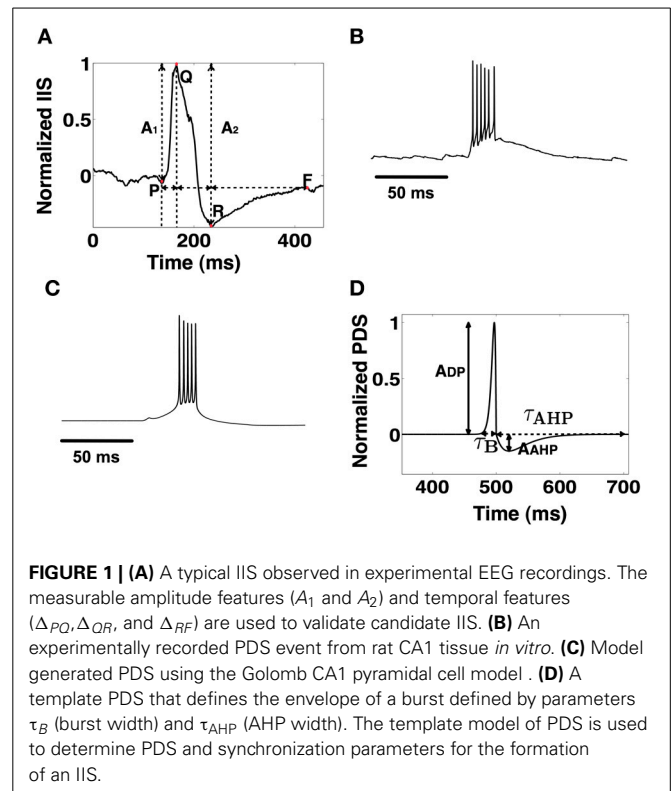 A
Normalized IIS
1
0.5
0
A1
A2
Q
P
R
F
0 200 400
Time (ms)
B
50 ms
C
50 ms
D
Normalized PDS
1
0.5
0
ADP
τB
τAHP
AAHP
400 500 600 700
Time (ms)
FIGURE 1 | (A) A typical IIS observed in experimental EEG recordings. The
measurable amplitude features (A1 and A2) and temporal features
(ΔPQ,ΔQR, and ΔRF) are used to validate candidate IIS. (B) An
experimentally recorded PDS event from rat CA1 tissue in vitro. (C) Model
generated PDS using the Golomb CA1 pyramidal cell model . (D) A
template PDS that defines the envelope of a burst defined by parameters
τB (burst width) and τAHP (AHP width). The template model of PDS is used
to determine PDS and synchronization parameters for the formation
of an IIS.